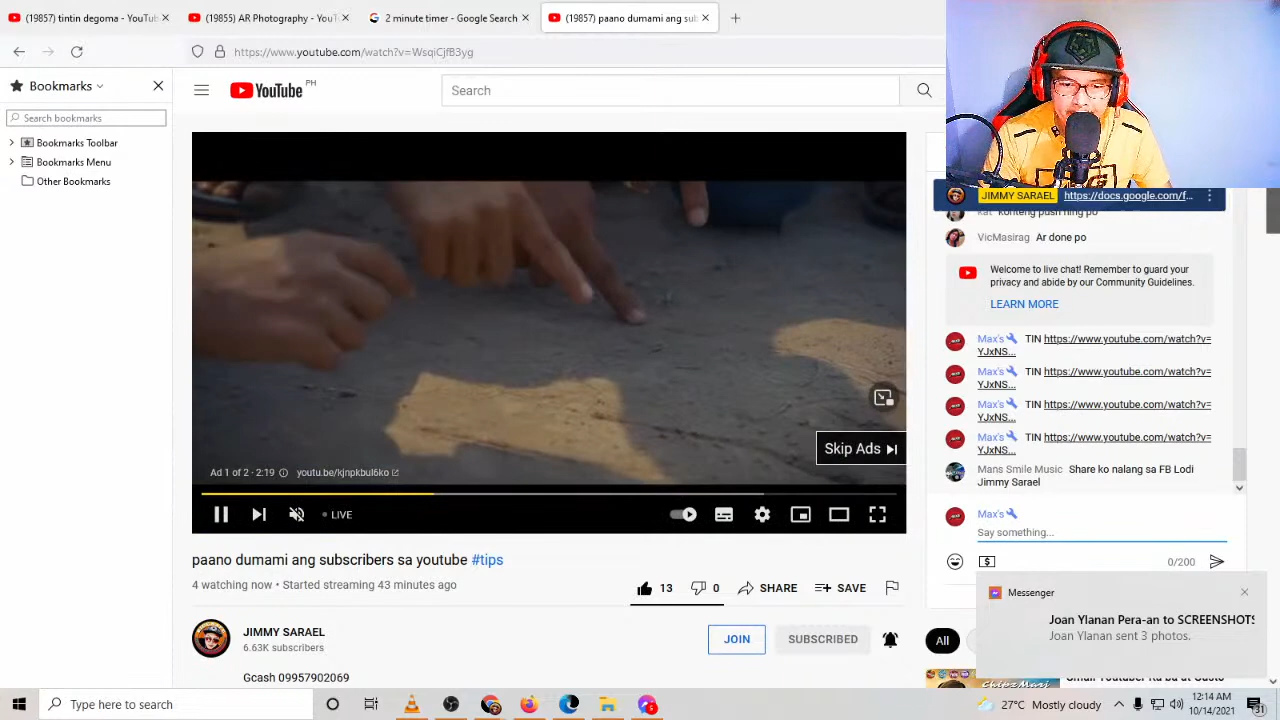 (19857) tintin degoma - YouTub
(19855) AR Photography - YouT
2 minute timer - Google Search
(19857) paano dumami ang sub
https://www.youtube.com/watch?v=WsqiCjfB3yg
Bookmarks
Search bookmarks
Bookmarks Toolbar
Bookmarks Menu
Other Bookmarks
YouTube PH
Search
JIMMY SARAEL https://docs.google.com/f...
konteng push ning po
VicMasirag Ar done po
Welcome to live chat! Remember to guard your
privacy and abide by our Community Guidelines.
LEARN MORE
Max's TIN https://www.youtube.com/watch?v=
YJxNS...
Max's TIN https://www.youtube.com/watch?v=
YJxNS...
Max's TIN https://www.youtube.com/watch?v=
YJxNS...
Max's TIN https://www.youtube.com/watch?v=
YJxNS...
Mans Smile Music Share ko nalang sa FB Lodi
Jimmy Sarael
Max's
Say something...
0/200
Skip Ads
Ad 1 of 2 · 2:19 youtu.be/kjnpkbul6ko
LIVE
paano dumami ang subscribers sa youtube #tips
4 watching now • Started streaming 43 minutes ago
13
0
SHARE
SAVE
JIMMY SARAEL
6.63K subscribers
JOIN
SUBSCRIBED
Gcash 09957902069
All
Messenger
Joan Ylanan Pera-an to SCREENSHOTS
Joan Ylanan sent 3 photos.
Type here to search
27°C Mostly cloudy
12:14 AM
10/14/2021
31